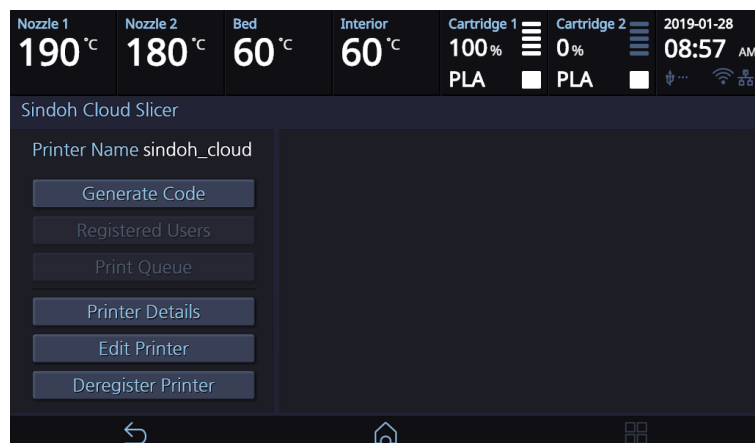 Nozzle 1 Nozzle 2 Bed Interior Cartridge 1 Cartridge 2 2019-01-28
190 °C 180 °C 60 °C 60 °C 100 % 0 % 08:57 AM
PLA PLA
Sindoh Cloud Slicer
Printer Name sindoh_cloud
Generate Code
Registered Users
Print Queue
Printer Details
Edit Printer
Deregister Printer